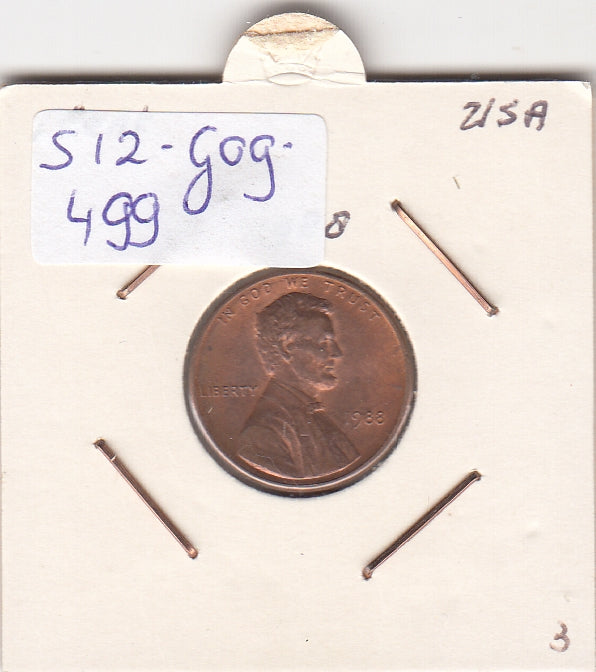 USA
S12-Gog-
499
8
IN GOD WE TRUST
LIBERTY
1988
3